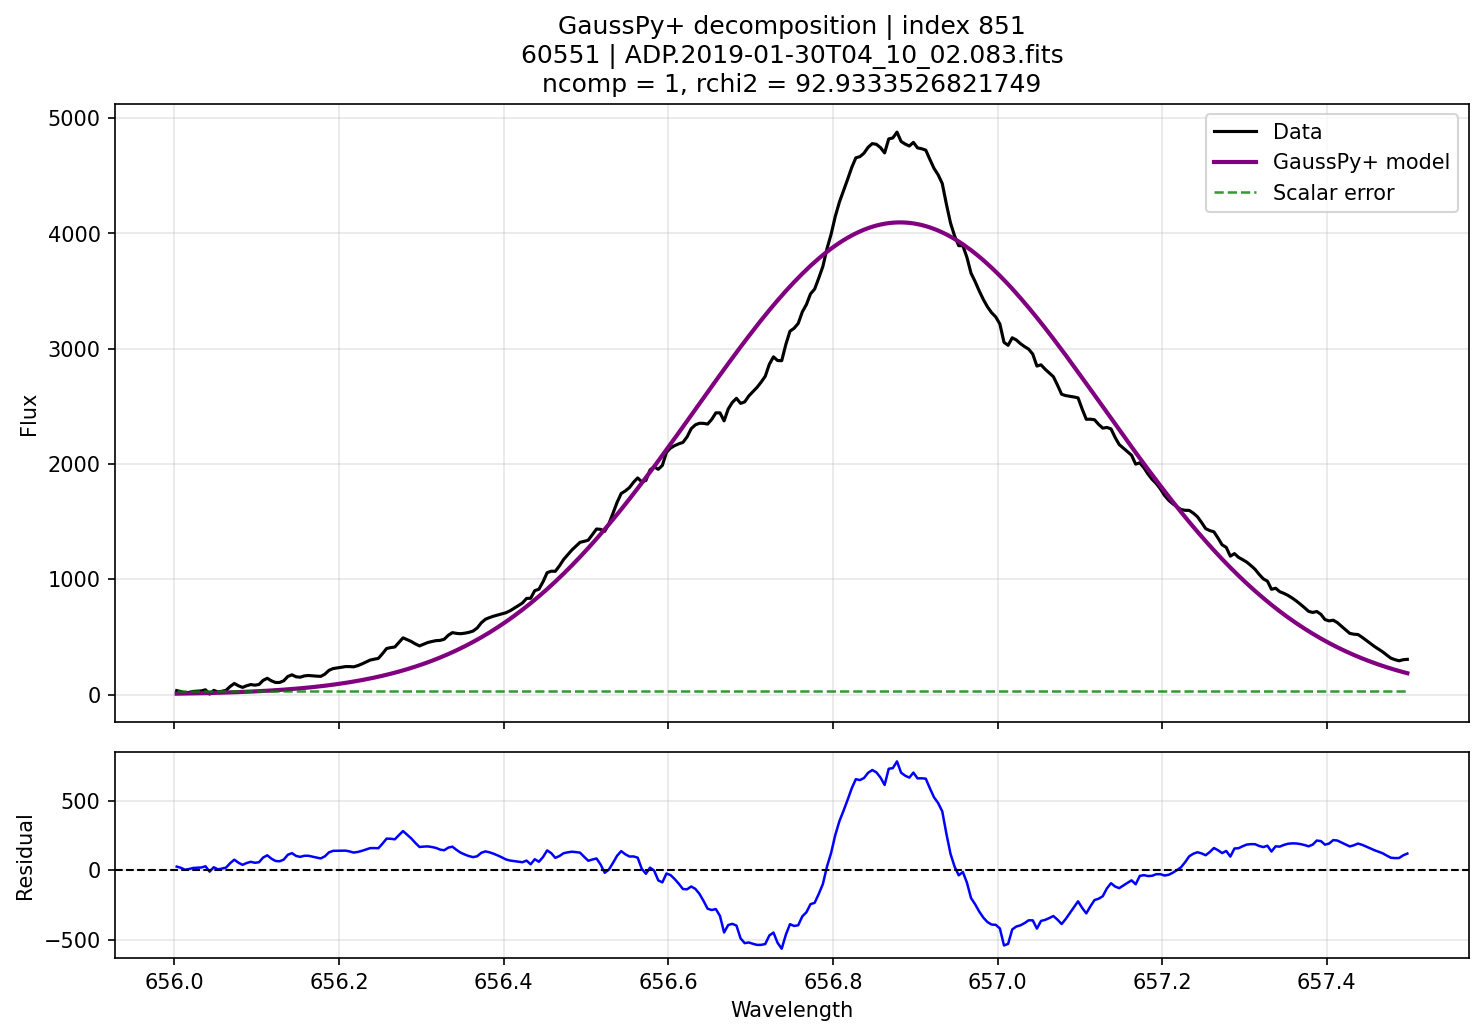 GaussPy+ decomposition | index 851
60551 | ADP.2019-01-30T04_10_02.083.fits
ncomp = 1, rchi2 = 92.9333526821749
Data
GaussPy+ model
Scalar error
5000
4000
3000
2000
1000
0
Flux
500
0
−500
Residual
656.0 656.2 656.4 656.6 656.8 657.0 657.2 657.4
Wavelength